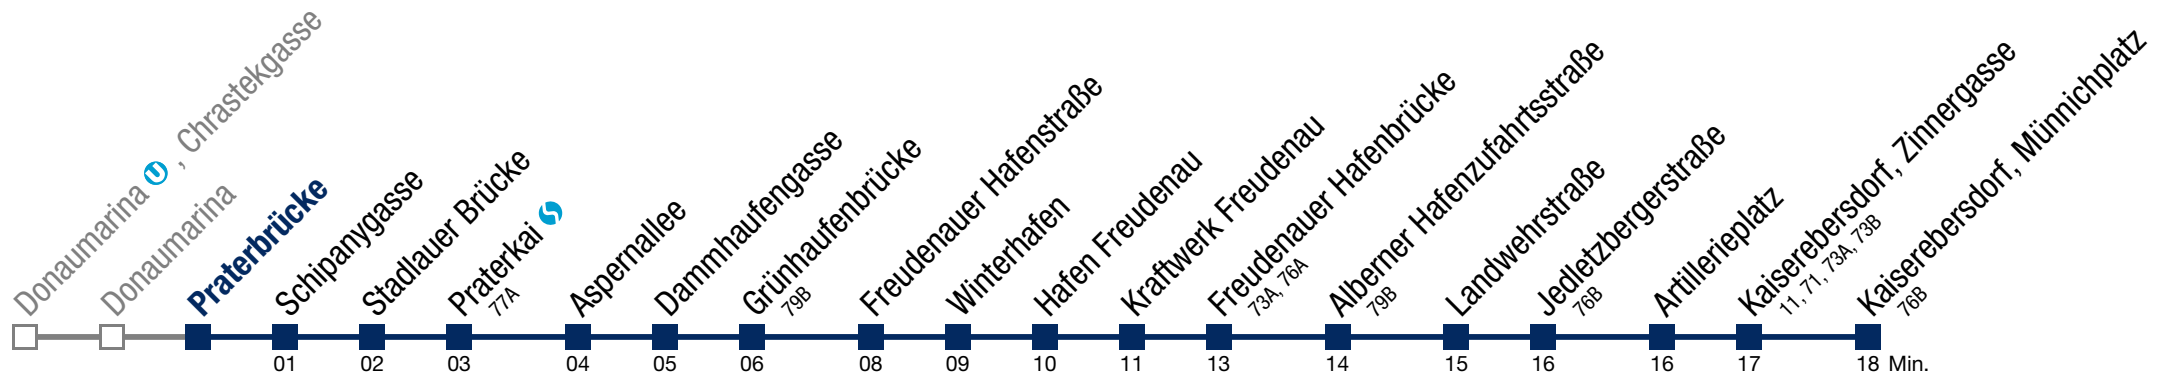 Donaumarina U, Chrastekgasse
Donaumarina
Praterbrücke
Schipanygasse
Stadlauer Brücke
Praterkai S
77A
Aspernallee
Dammhaufengasse
Grünhaufenbrücke
79B
Freudenauer Hafenstraße
Winterhafen
Hafen Freudenau
Kraftwerk Freudenau
Freudenauer Hafenbrücke
73A, 76A
Alberner Hafenzufahrtsstraße
79B
Landwehrstraße
Jedletzbergerstraße
76B
Artillerieplatz
Kaiserebersdorf, Zinnergasse
11, 71, 73A, 73B
Kaiserebersdorf, Münnichplatz
76B
01 02 03 04 05 06 08 09 10 11 13 14 15 16 16 17 18 Min.